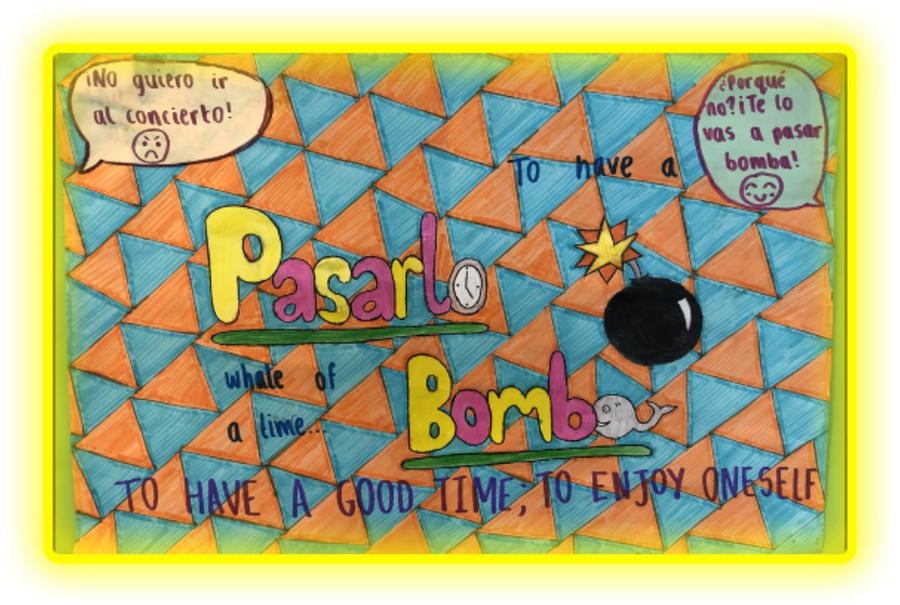 ¡No quiero ir
al concierto!
¿Porqué
no? ¡Te lo
vas a pasar
bomba!
To have a
Pasarlo
whale of
a time...
Bomba
TO HAVE A GOOD TIME; TO ENJOY ONESELF